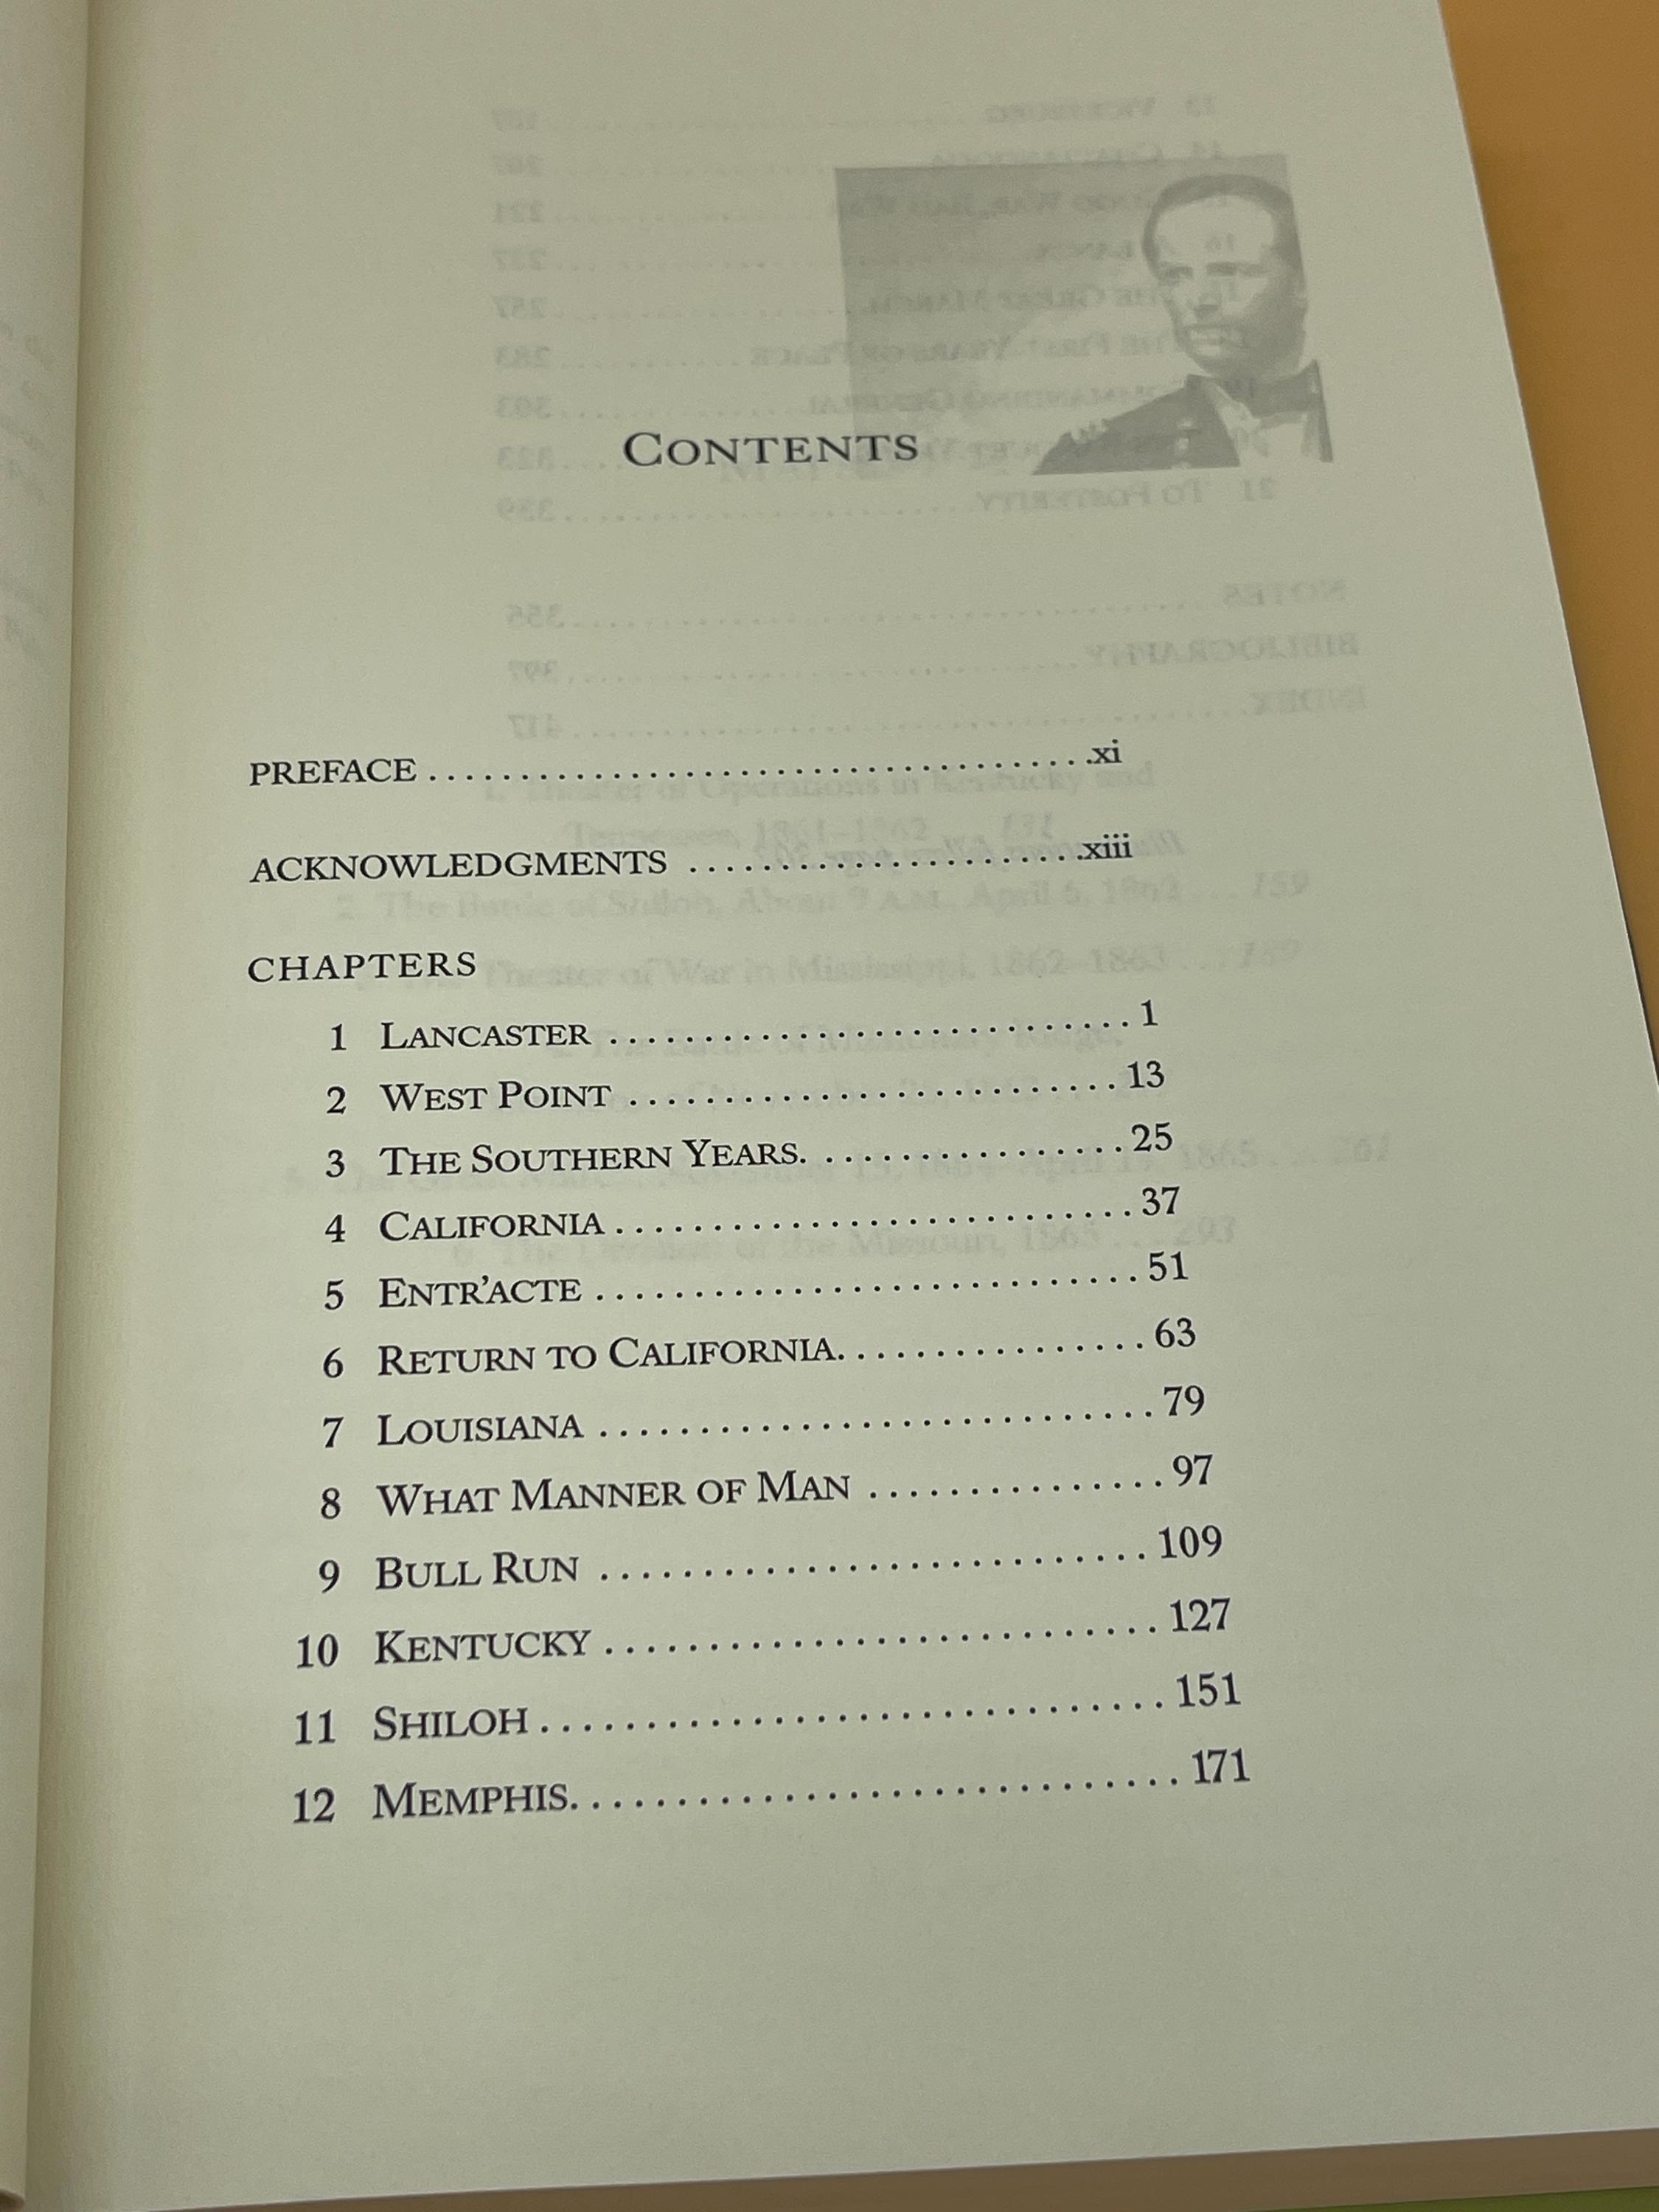 CONTENTS
PREFACE ........................................xi
ACKNOWLEDGMENTS ........................xiii
CHAPTERS
1 LANCASTER ............................1
2 WEST POINT ..........................13
3 THE SOUTHERN YEARS. ................25
4 CALIFORNIA ...........................37
5 ENTR'ACTE ............................51
6 RETURN TO CALIFORNIA. ...............63
7 LOUISIANA ............................79
8 WHAT MANNER OF MAN ...............97
9 BULL RUN ...........................109
10 KENTUCKY ..........................127
11 SHILOH .............................151
12 MEMPHIS. ...........................171